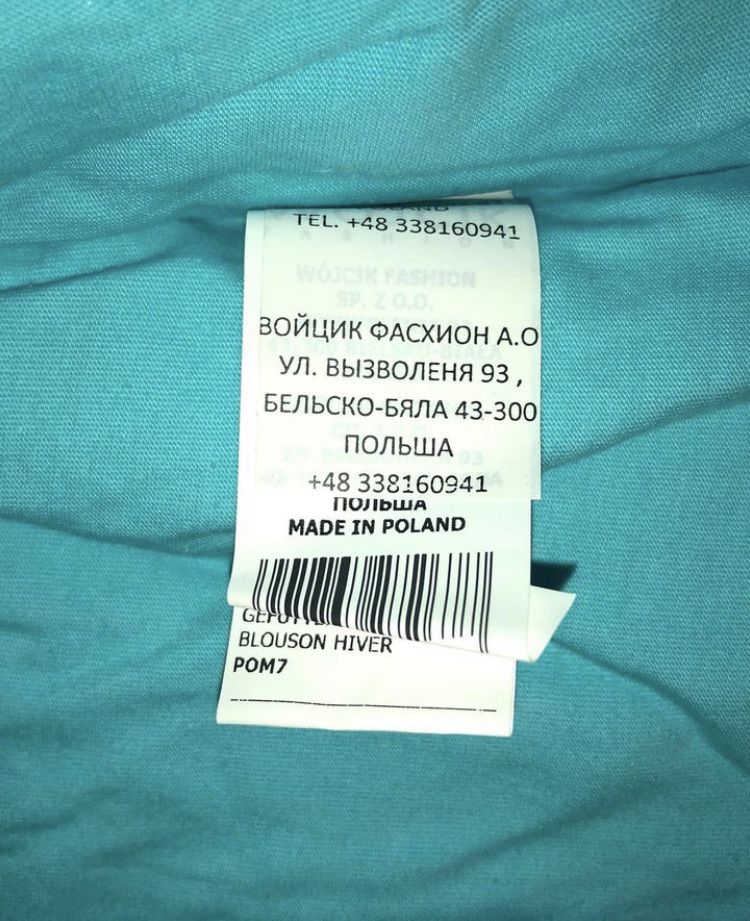 TEL. +48 338160941
WÓJCIK FASHION
SP. Z O.O.
ВОЙЦИК ФАСХИОН А.О
УЛ. ВЫЗВОЛЕНЯ 93 ,
БЕЛЬСКО-БЯЛА 43-300
ПОЛЬША
+48 338160941
ПОЛЬША
MADE IN POLAND
BLOUSON HIVER
POM7